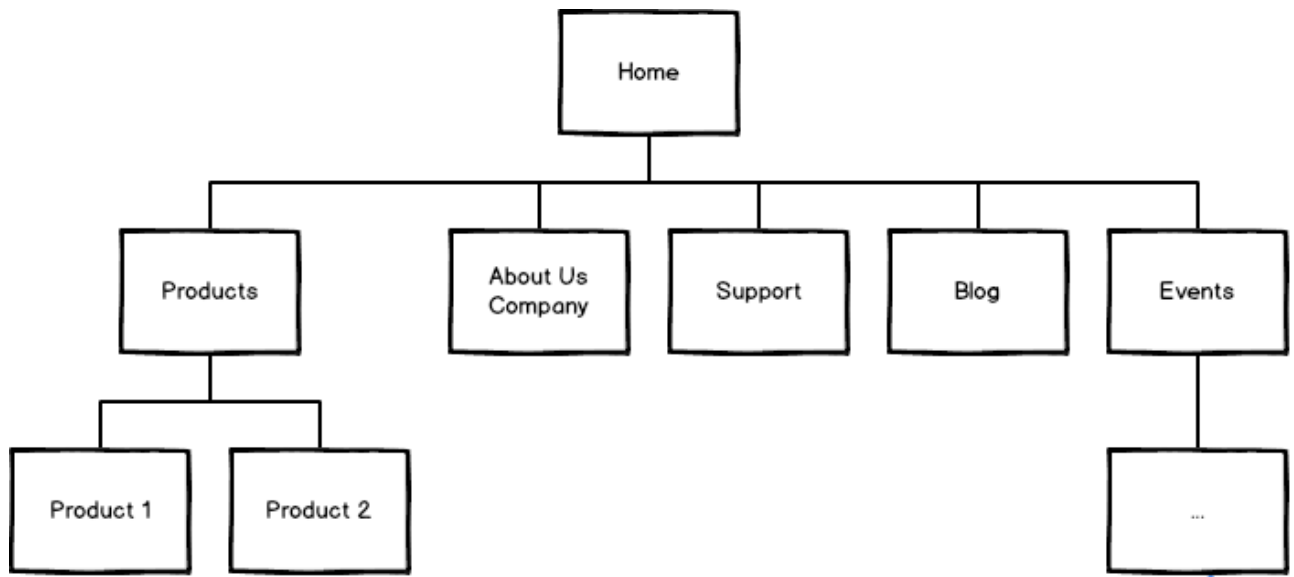 Home
Products
About Us
Company
Support
Blog
Events
Product 1
Product 2
...